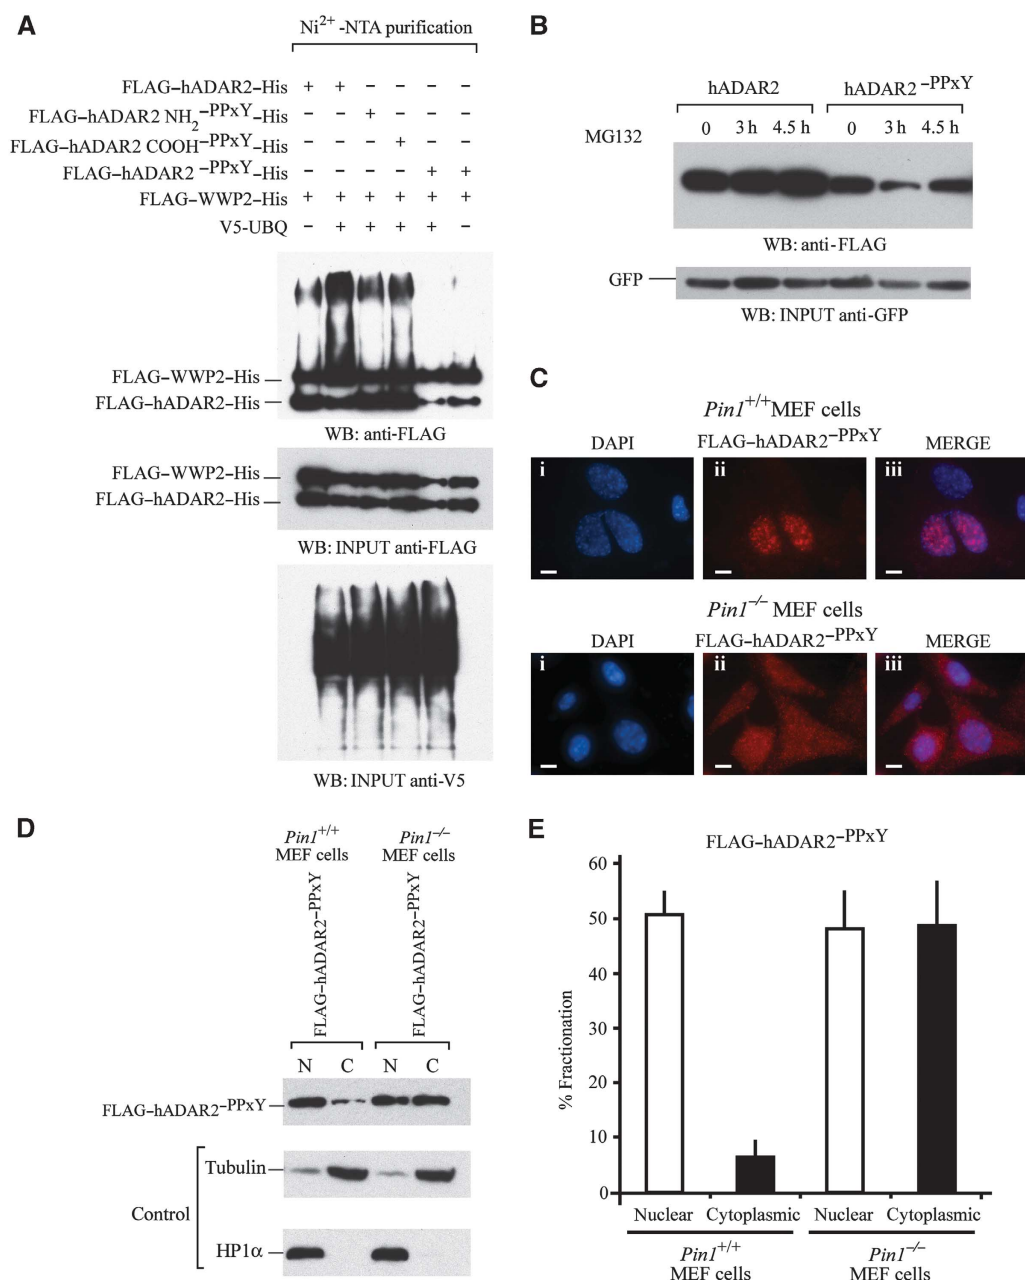 A
Ni2+ -NTA purification
FLAG–hADAR2–His + + – – – –
FLAG–hADAR2 NH2–PPxY–His – – + – – –
FLAG–hADAR2 COOH–PPxY–His – – – + – –
FLAG–hADAR2 –PPxY–His – – – – + +
FLAG–WWP2–His + + + + + +
V5-UBQ – + + + + –
FLAG–WWP2–His
FLAG–hADAR2–His
WB: anti-FLAG
FLAG–WWP2–His
FLAG–hADAR2–His
WB: INPUT anti-FLAG
WB: INPUT anti-V5
B
hADAR2 hADAR2–PPxY
MG132 0 3 h 4.5 h 0 3 h 4.5 h
WB: anti-FLAG
GFP
WB: INPUT anti-GFP
C
Pin1+/+ MEF cells
DAPI FLAG–hADAR2–PPxY MERGE
i ii iii
Pin1–/– MEF cells
DAPI FLAG–hADAR2–PPxY MERGE
i ii iii
D
Pin1+/+ MEF cells
Pin1–/– MEF cells
FLAG–hADAR2–PPxY
FLAG–hADAR2–PPxY
N C N C
FLAG–hADAR2–PPxY
Control
Tubulin
HP1α
E
FLAG–hADAR2–PPxY
% Fractionation
60
50
40
30
20
10
0
Nuclear Cytoplasmic Nuclear Cytoplasmic
Pin1+/+ Pin1–/–
MEF cells MEF cells